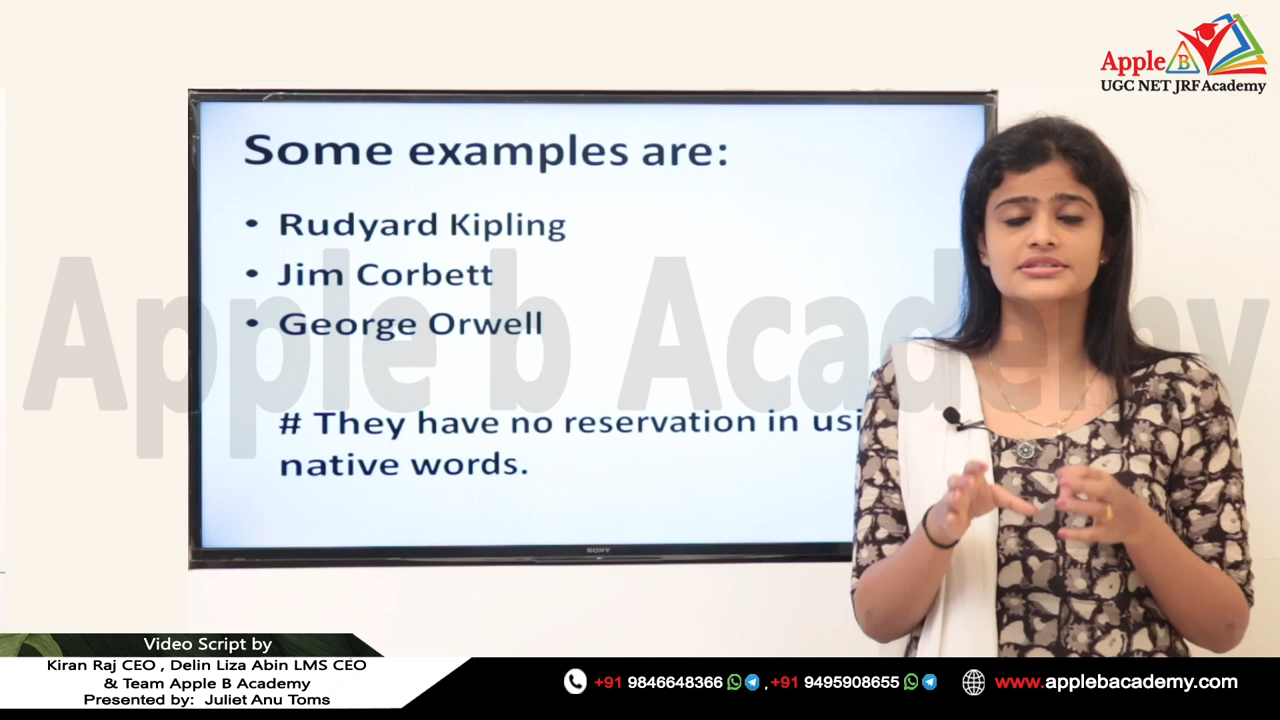 Apple B
UGC NET JRF Academy
Some examples are:
• Rudyard Kipling
• Jim Corbett
• George Orwell
# They have no reservation in usi
native words.
Apple b Academy
SONY
Video Script by
Kiran Raj CEO , Delin Liza Abin LMS CEO
& Team Apple B Academy
Presented by: Juliet Anu Toms
+91 9846648366 , +91 9495908655 www.applebacademy.com